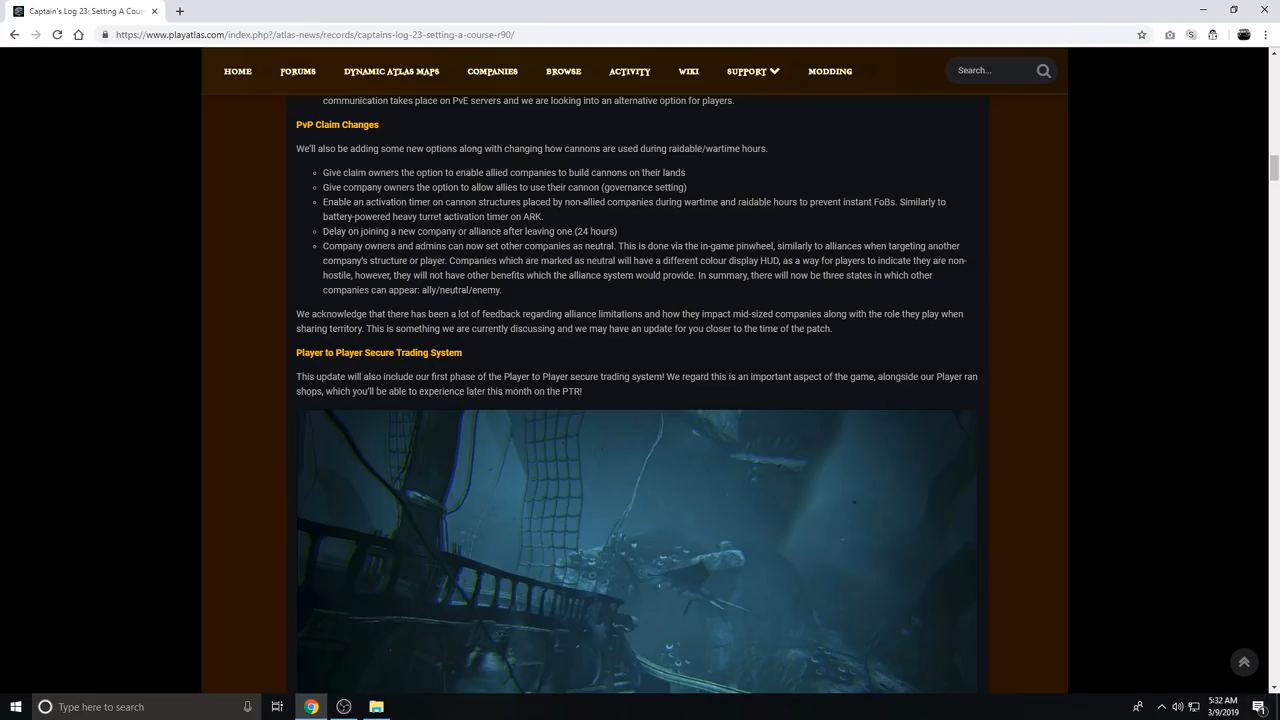 Captain's Log 23: Setting A Cour
https://www.playatlas.com/index.php?/atlas-news/records/captains-log-23-setting-a-course-r90/
HOME FORUMS DYNAMIC ATLAS MAPS COMPANIES BROWSE ACTIVITY WIKI SUPPORT MODDING Search...
communication takes place on PvE servers and we are looking into an alternative option for players.
PvP Claim Changes
We'll also be adding some new options along with changing how cannons are used during raidable/wartime hours.
Give claim owners the option to enable allied companies to build cannons on their lands
Give company owners the option to allow allies to use their cannon (governance setting)
Enable an activation timer on cannon structures placed by non-allied companies during wartime and raidable hours to prevent instant FoBs. Similarly to
battery-powered heavy turret activation timer on ARK.
Delay on joining a new company or alliance after leaving one (24 hours)
Company owners and admins can now set other companies as neutral. This is done via the in-game pinwheel, similarly to alliances when targeting another
company's structure or player. Companies which are marked as neutral will have a different colour display HUD, as a way for players to indicate they are non-
hostile, however, they will not have other benefits which the alliance system would provide. In summary, there will now be three states in which other
companies can appear: ally/neutral/enemy.
We acknowledge that there has been a lot of feedback regarding alliance limitations and how they impact mid-sized companies along with the role they play when
sharing territory. This is something we are currently discussing and we may have an update for you closer to the time of the patch.
Player to Player Secure Trading System
This update will also include our first phase of the Player to Player secure trading system! We regard this is an important aspect of the game, alongside our Player ran
shops, which you'll be able to experience later this month on the PTR!
Type here to search
5:32 AM
3/9/2019